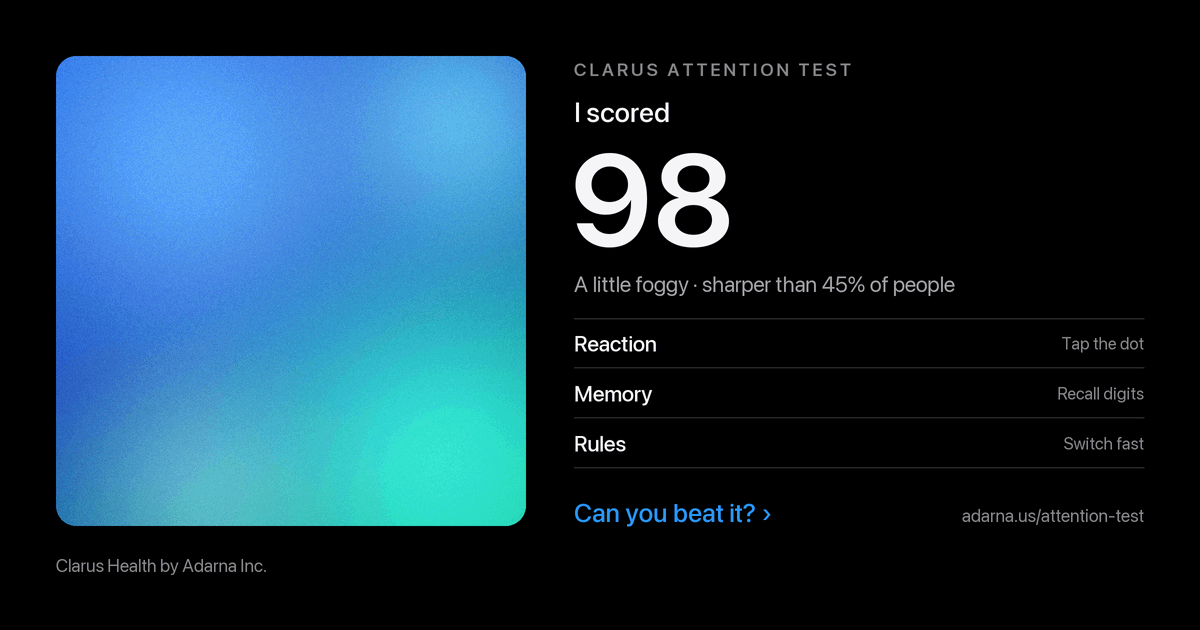 CLARUS ATTENTION TEST
I scored
98
A little foggy · sharper than 45% of people
Reaction Tap the dot
Memory Recall digits
Rules Switch fast
Can you beat it? › adarna.us/attention-test
Clarus Health by Adarna Inc.